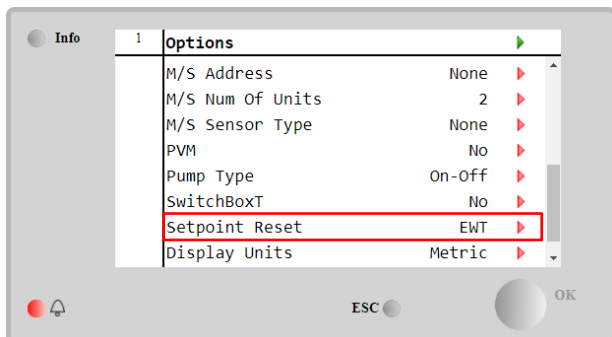 Info
1 Options
M/S Address None
M/S Num Of Units 2
M/S Sensor Type None
PVM No
Pump Type On-Off
SwitchBoxT No
Setpoint Reset EWT
Display Units Metric
ESC
OK